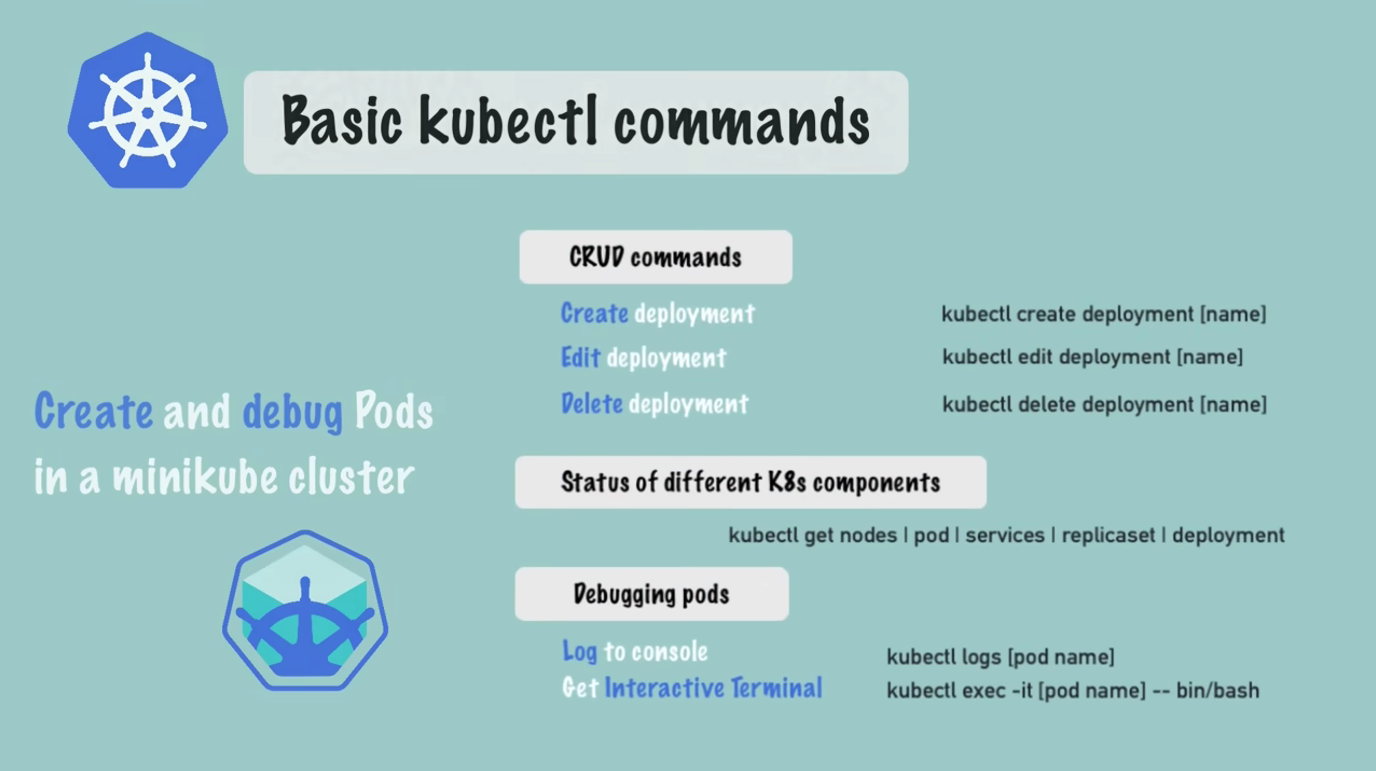 Basic kubectl commands
Create and debug Pods
in a minikube cluster
CRUD commands
Create deployment kubectl create deployment [name]
Edit deployment kubectl edit deployment [name]
Delete deployment kubectl delete deployment [name]
Status of different K8s components
kubectl get nodes | pod | services | replicaset | deployment
Debugging pods
Log to console kubectl logs [pod name]
Get Interactive Terminal kubectl exec -it [pod name] -- bin/bash